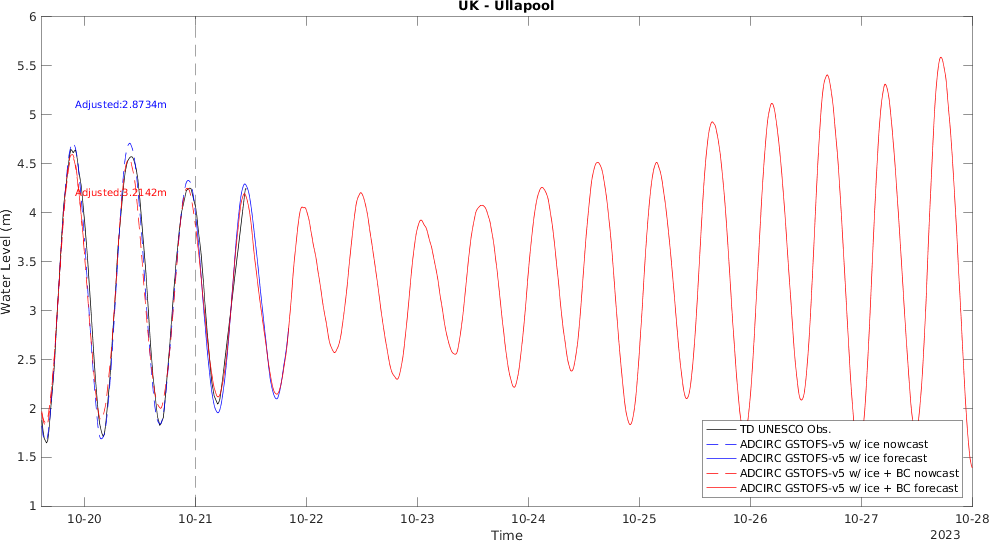 UK - Ullapool
6
5.5
5
4.5
4
3.5
3
2.5
2
1.5
1
Water Level (m)
Adjusted:2.8734m
Adjusted:3.2142m
TD UNESCO Obs.
ADCIRC GSTOFS-v5 w/ ice nowcast
ADCIRC GSTOFS-v5 w/ ice forecast
ADCIRC GSTOFS-v5 w/ ice + BC nowcast
ADCIRC GSTOFS-v5 w/ ice + BC forecast
10-20 10-21 10-22 10-23 10-24 10-25 10-26 10-27 10-28
Time
2023